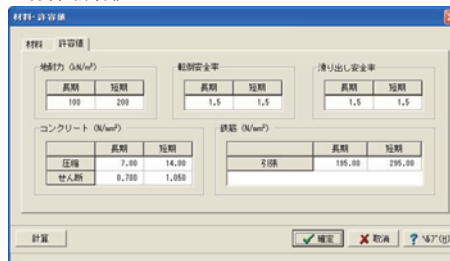 材料・許容値
材料 許容値
地耐力 (kN/m²) 転倒安全率 滑り出し安全率
長期 短期 長期 短期 長期 短期
100 200 1.5 1.5 1.5 1.5
コンクリート (N/mm²) 鉄筋 (N/mm²)
長期 短期 長期 短期
圧縮 7.00 14.00 引張 195.00 295.00
せん断 0.700 1.050
計算 確定 取消 ? ヘルプ(H)